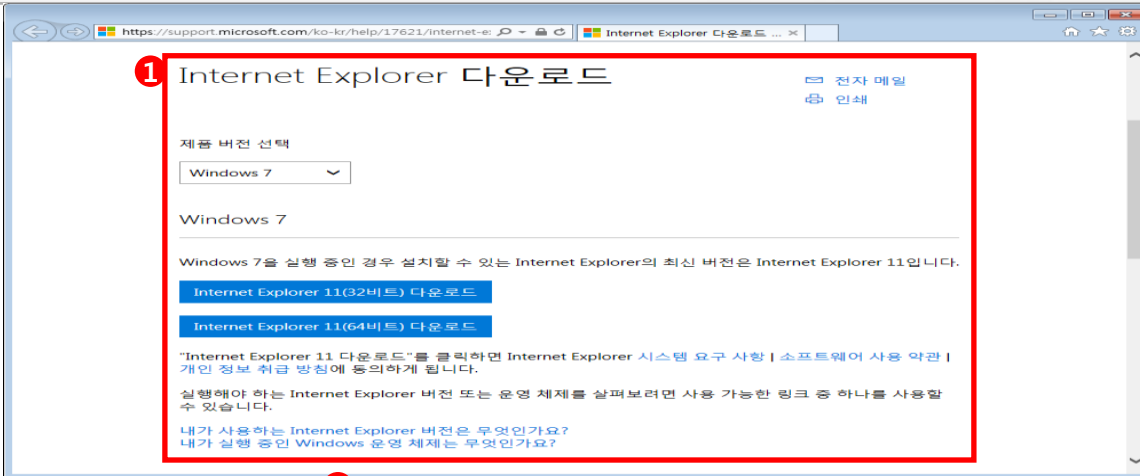 https://support.microsoft.com/ko-kr/help/17621/internet-e:
Internet Explorer 다운로드 ...
1
Internet Explorer 다운로드
전자 메일
인쇄
제품 버전 선택
Windows 7
Windows 7
Windows 7을 실행 중인 경우 설치할 수 있는 Internet Explorer의 최신 버전은 Internet Explorer 11입니다.
Internet Explorer 11(32비트) 다운로드
Internet Explorer 11(64비트) 다운로드
"Internet Explorer 11 다운로드"를 클릭하면 Internet Explorer 시스템 요구 사항 | 소프트웨어 사용 약관 |
개인 정보 취급 방침에 동의하게 됩니다.
실행해야 하는 Internet Explorer 버전 또는 운영 체제를 살펴보려면 사용 가능한 링크 중 하나를 사용할
수 있습니다.
내가 사용하는 Internet Explorer 버전은 무엇인가요?
내가 실행 중인 Windows 운영 체제는 무엇인가요?